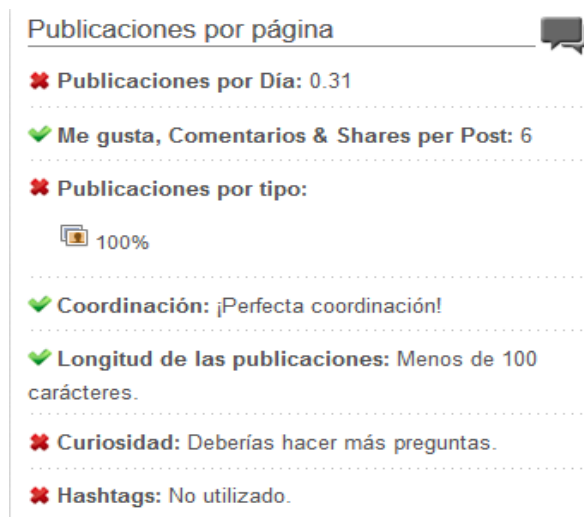 Publicaciones por página
Publicaciones por Día: 0.31
Me gusta, Comentarios & Shares per Post: 6
Publicaciones por tipo:
100%
Coordinación: ¡Perfecta coordinación!
Longitud de las publicaciones: Menos de 100
carácteres.
Curiosidad: Deberías hacer más preguntas.
Hashtags: No utilizado.